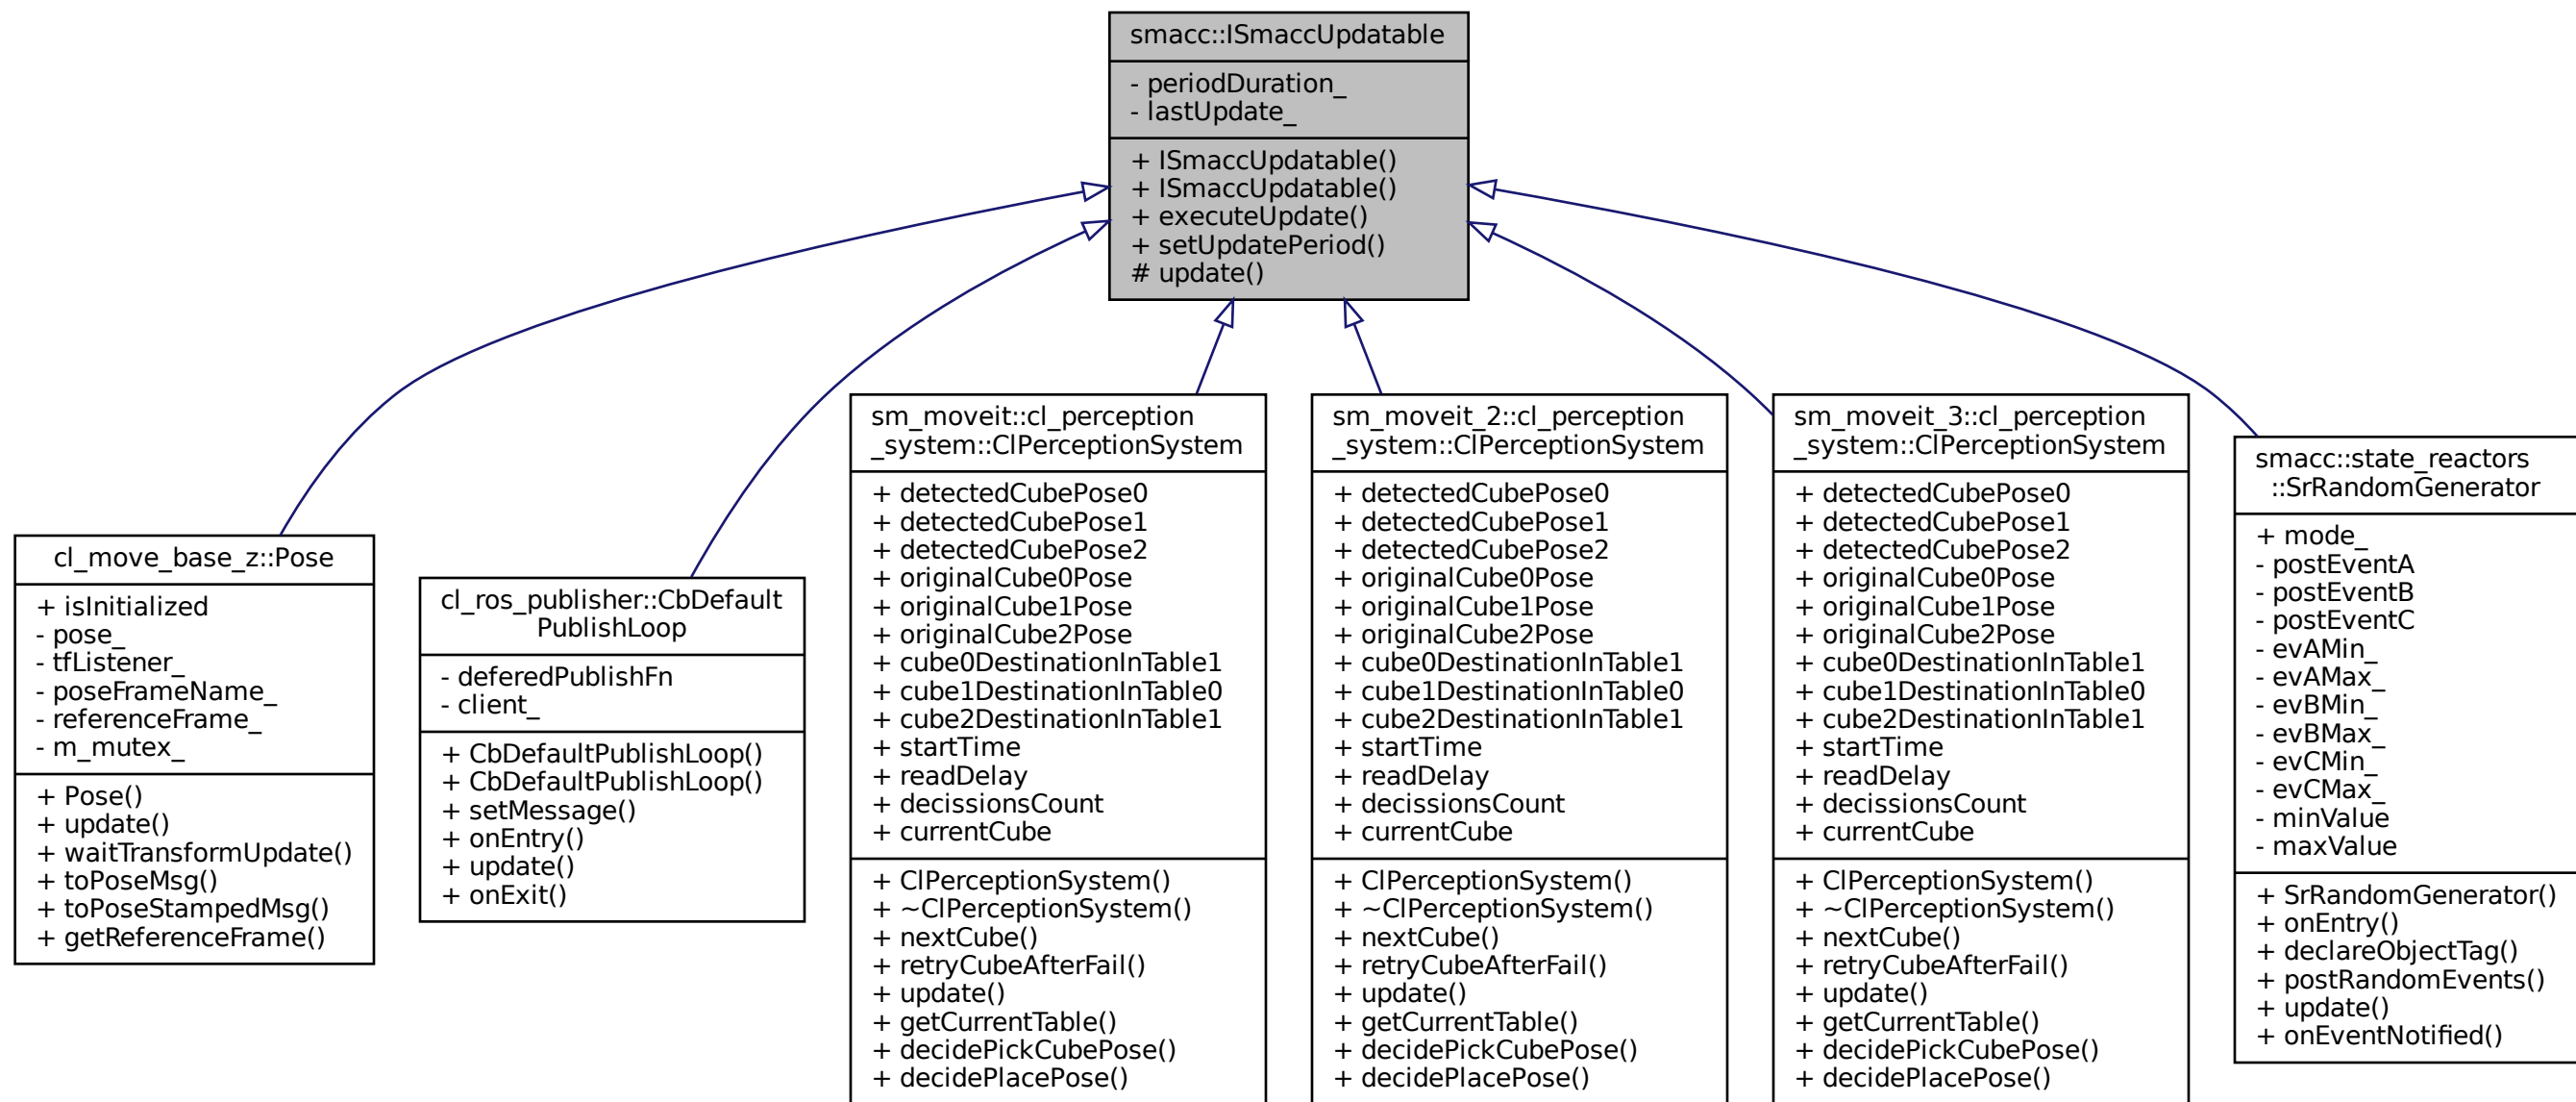 smacc::ISmaccUpdatable
- periodDuration_
- lastUpdate_
+ ISmaccUpdatable()
+ ISmaccUpdatable()
+ executeUpdate()
+ setUpdatePeriod()
# update()
cl_move_base_z::Pose
+ isInitialized
- pose_
- tfListener_
- poseFrameName_
- referenceFrame_
- m_mutex_
+ Pose()
+ update()
+ waitTransformUpdate()
+ toPoseMsg()
+ toPoseStampedMsg()
+ getReferenceFrame()
cl_ros_publisher::CbDefault
PublishLoop
- deferedPublishFn
- client_
+ CbDefaultPublishLoop()
+ CbDefaultPublishLoop()
+ setMessage()
+ onEntry()
+ update()
+ onExit()
sm_moveit::cl_perception
_system::ClPerceptionSystem
+ detectedCubePose0
+ detectedCubePose1
+ detectedCubePose2
+ originalCube0Pose
+ originalCube1Pose
+ originalCube2Pose
+ cube0DestinationInTable1
+ cube1DestinationInTable0
+ cube2DestinationInTable1
+ startTime
+ readDelay
+ decissionsCount
+ currentCube
+ ClPerceptionSystem()
+ ~ClPerceptionSystem()
+ nextCube()
+ retryCubeAfterFail()
+ update()
+ getCurrentTable()
+ decidePickCubePose()
+ decidePlacePose()
sm_moveit_2::cl_perception
_system::ClPerceptionSystem
+ detectedCubePose0
+ detectedCubePose1
+ detectedCubePose2
+ originalCube0Pose
+ originalCube1Pose
+ originalCube2Pose
+ cube0DestinationInTable1
+ cube1DestinationInTable0
+ cube2DestinationInTable1
+ startTime
+ readDelay
+ decissionsCount
+ currentCube
+ ClPerceptionSystem()
+ ~ClPerceptionSystem()
+ nextCube()
+ retryCubeAfterFail()
+ update()
+ getCurrentTable()
+ decidePickCubePose()
+ decidePlacePose()
sm_moveit_3::cl_perception
_system::ClPerceptionSystem
+ detectedCubePose0
+ detectedCubePose1
+ detectedCubePose2
+ originalCube0Pose
+ originalCube1Pose
+ originalCube2Pose
+ cube0DestinationInTable1
+ cube1DestinationInTable0
+ cube2DestinationInTable1
+ startTime
+ readDelay
+ decissionsCount
+ currentCube
+ ClPerceptionSystem()
+ ~ClPerceptionSystem()
+ nextCube()
+ retryCubeAfterFail()
+ update()
+ getCurrentTable()
+ decidePickCubePose()
+ decidePlacePose()
smacc::state_reactors
::SrRandomGenerator
+ mode_
- postEventA
- postEventB
- postEventC
- evAMin_
- evAMax_
- evBMin_
- evBMax_
- evCMin_
- evCMax_
- minValue
- maxValue
+ SrRandomGenerator()
+ onEntry()
+ declareObjectTag()
+ postRandomEvents()
+ update()
+ onEventNotified()